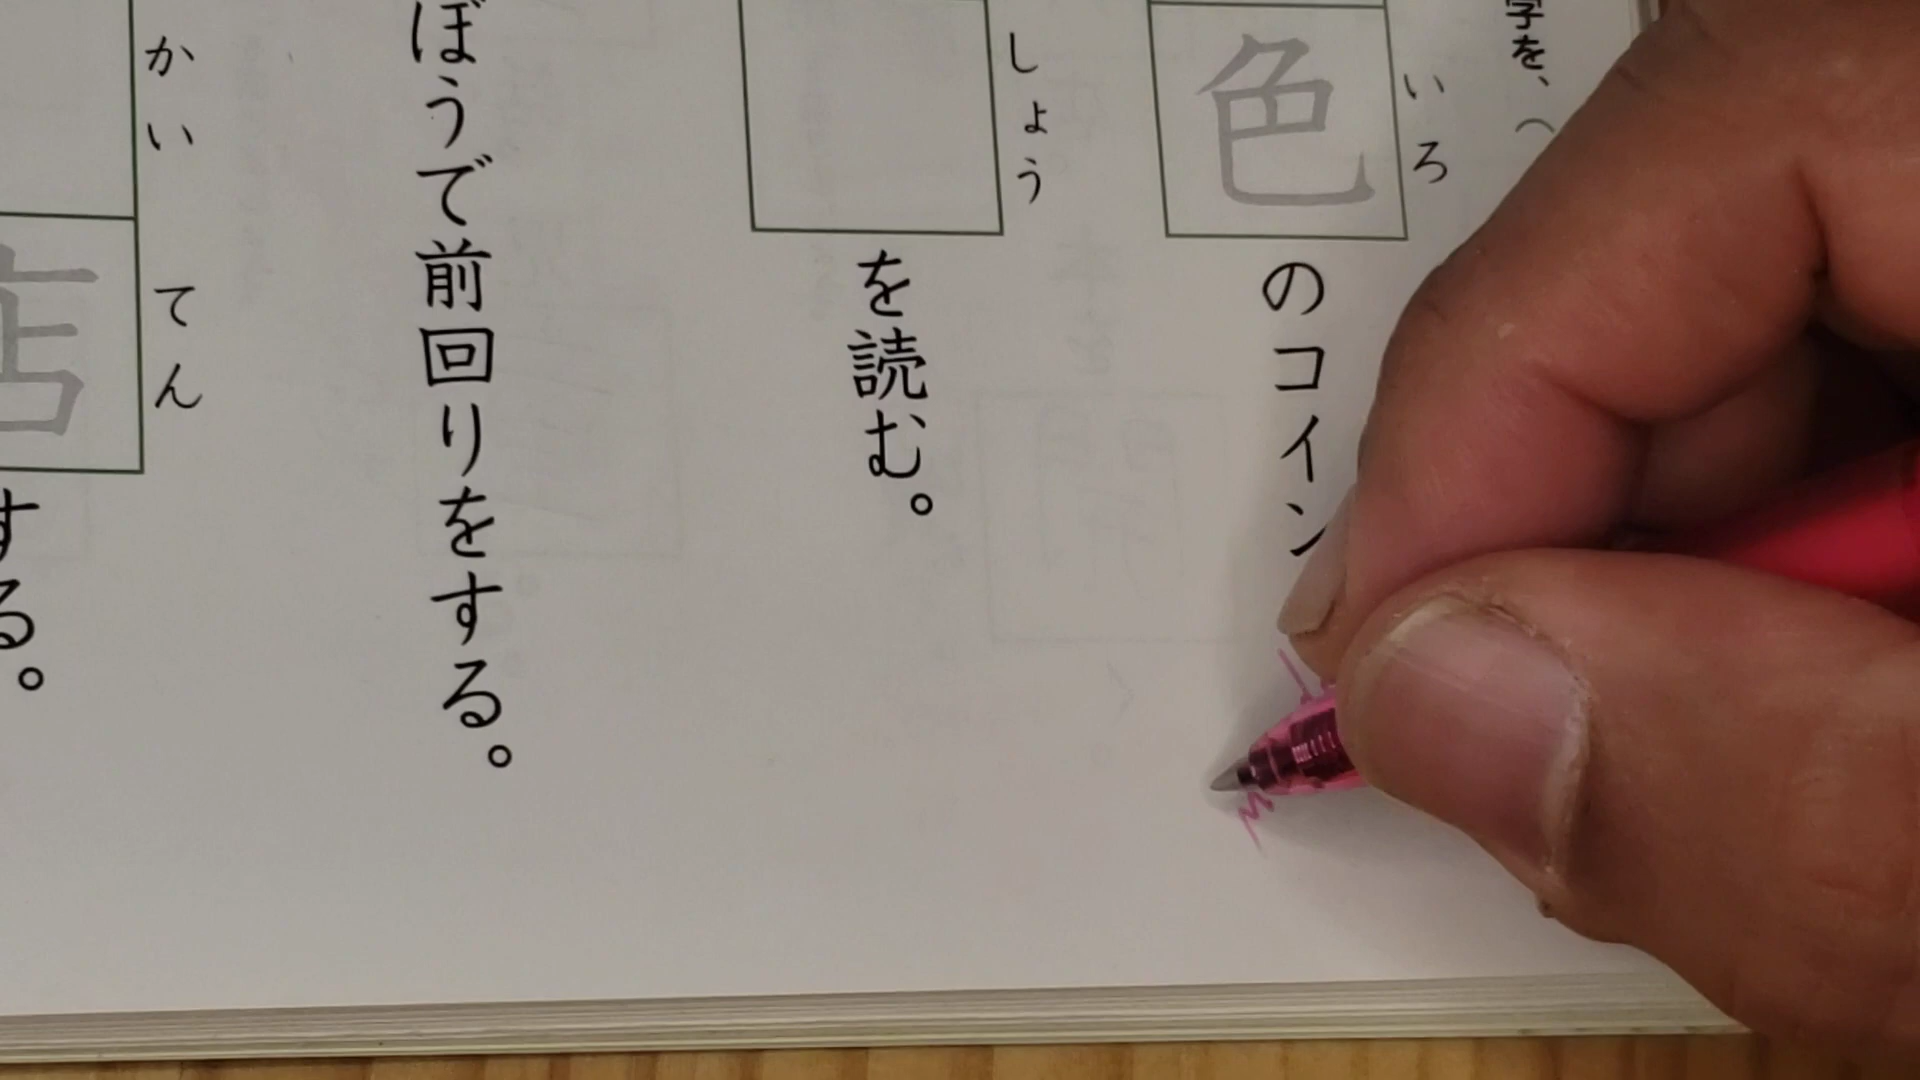 字を、（
いろ
色
のコイン
しょう
を読む。
ぼうで前回りをする。
かい
てん
店
する。